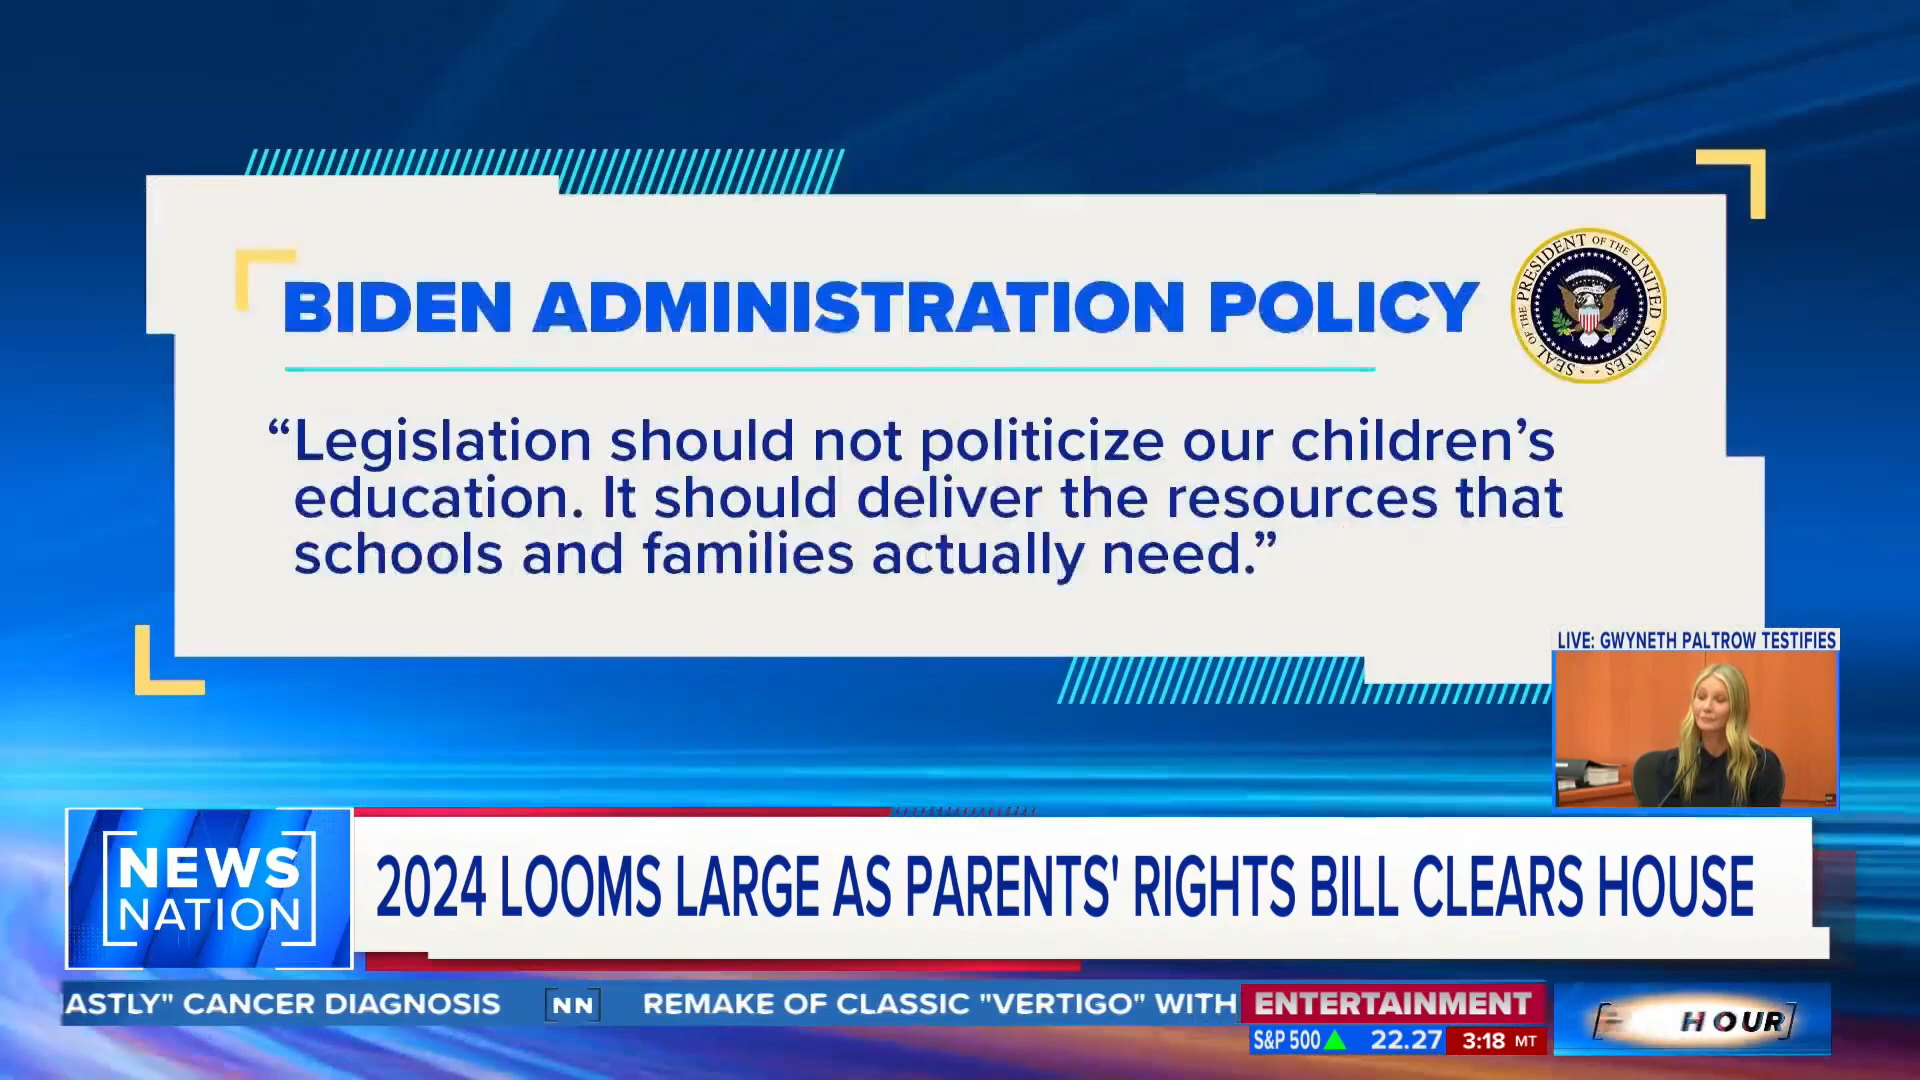 BIDEN ADMINISTRATION POLICY
SEAL OF THE PRESIDENT OF THE UNITED STATES
“Legislation should not politicize our children’s
education. It should deliver the resources that
schools and families actually need.”
LIVE: GWYNETH PALTROW TESTIFIES
NEWS
NATION
2024 LOOMS LARGE AS PARENTS' RIGHTS BILL CLEARS HOUSE
ASTLY" CANCER DIAGNOSIS NN REMAKE OF CLASSIC "VERTIGO" WITH
ENTERTAINMENT
S&P 500 22.27 3:18 MT
HOUR